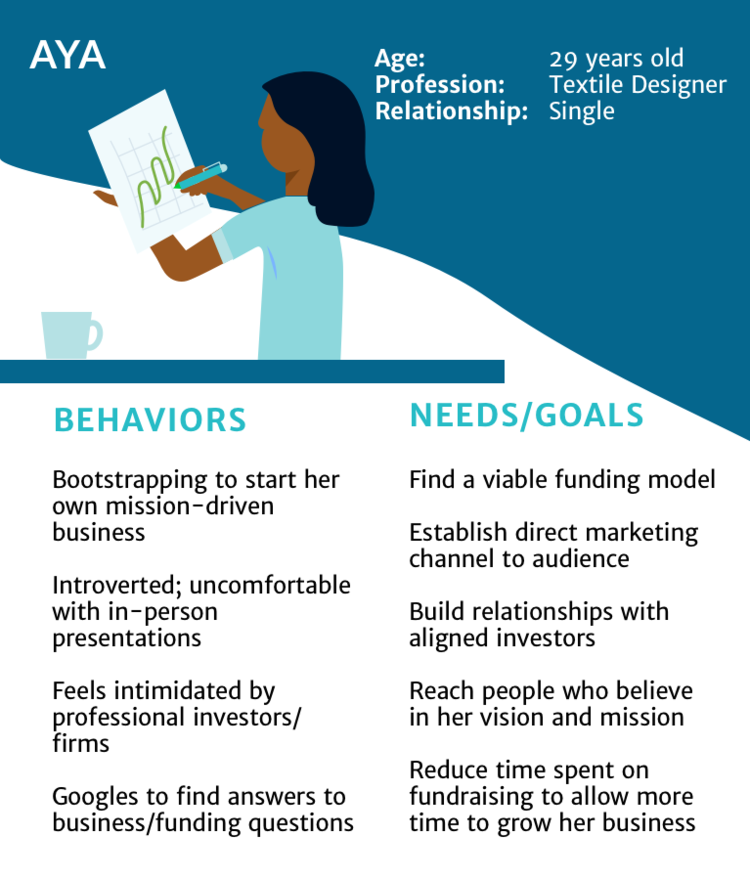 AYA
Age: 29 years old
Profession: Textile Designer
Relationship: Single
BEHAVIORS
Bootstrapping to start her
own mission-driven
business
Introverted; uncomfortable
with in-person
presentations
Feels intimidated by
professional investors/
firms
Googles to find answers to
business/funding questions
NEEDS/GOALS
Find a viable funding model
Establish direct marketing
channel to audience
Build relationships with
aligned investors
Reach people who believe
in her vision and mission
Reduce time spent on
fundraising to allow more
time to grow her business